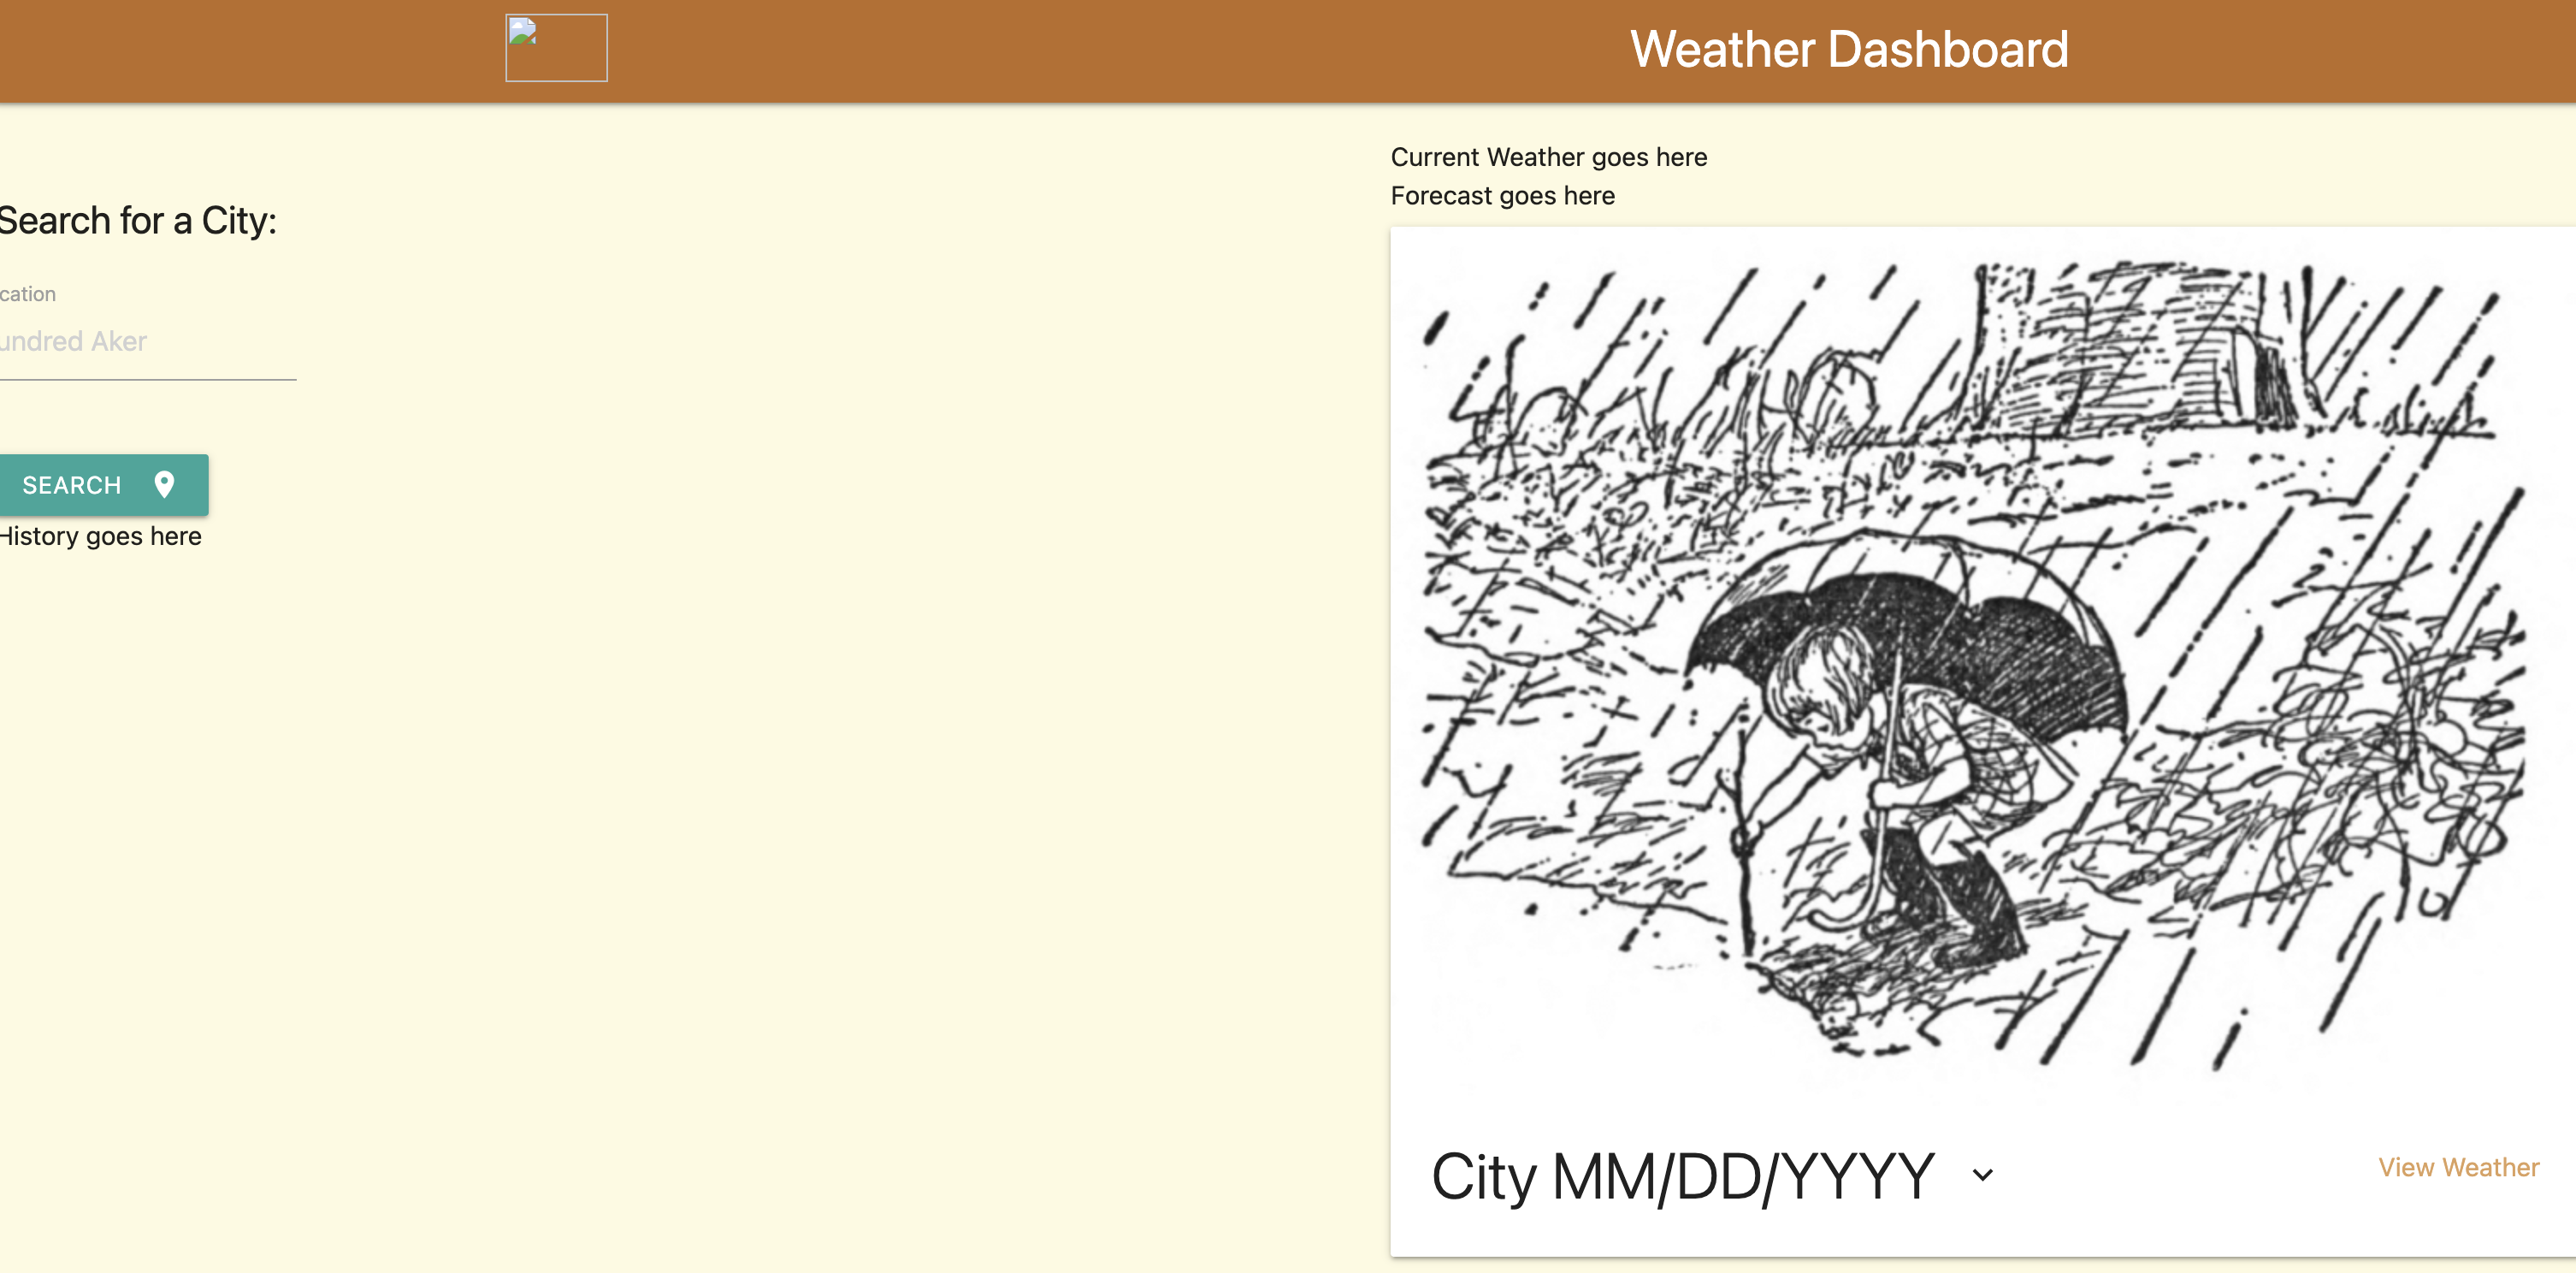 Weather Dashboard
Current Weather goes here
Forecast goes here
Search for a City:
cation
undred Aker
SEARCH
History goes here
City MM/DD/YYYY
View Weather